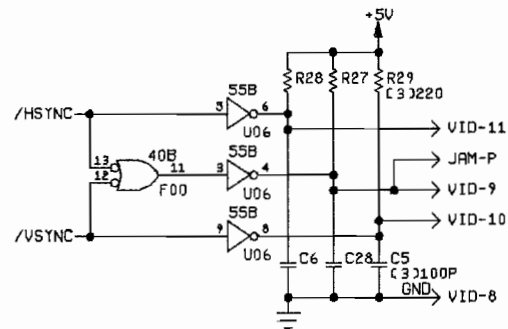 +5V
R28
R27
R29
(3)220
55B
5
6
/HSYNC
U06
VID-11
JAM-P
40B
13
11
12
F00
55B
3
4
U06
VID-9
VID-10
55B
/VSYNC
9
8
U06
C6
C28
C5
(3)100P
GND
VID-8